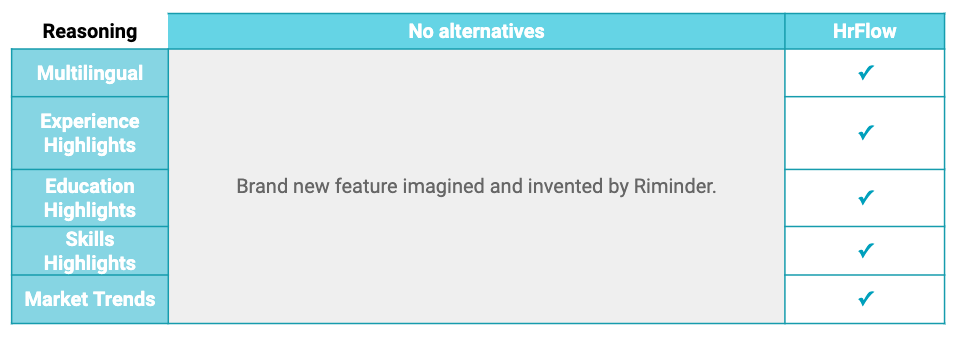 Reasoning No alternatives HrFlow
Multilingual ✓
Experience
Highlights ✓
Brand new feature imagined and invented by Riminder.
Education
Highlights ✓
Skills
Highlights ✓
Market Trends ✓